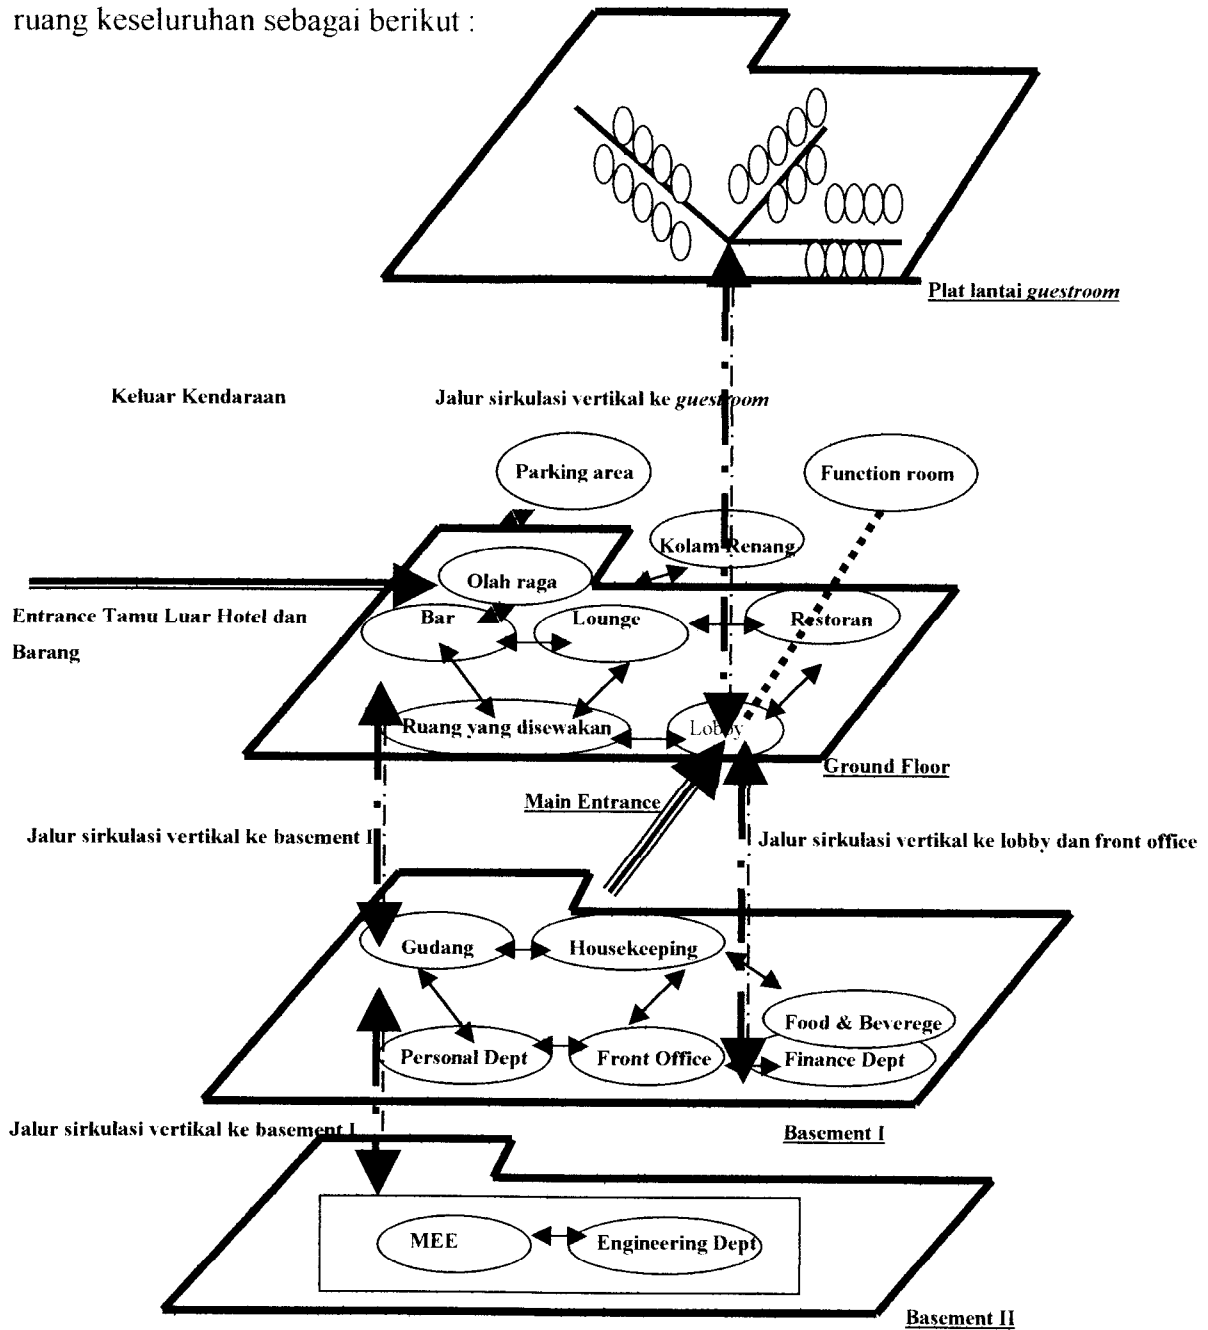 ruang keseluruhan sebagai berikut :
Plat lantai guestroom
Keluar Kendaraan
Jalur sirkulasi vertikal ke guestroom
Parking area
Function room
Kolam Renang
Olah raga
Entrance Tamu Luar Hotel dan
Barang
Bar
Lounge
Restoran
Ruang yang disewakan
Lobby
Ground Floor
Main Entrance
Jalur sirkulasi vertikal ke basement I
Jalur sirkulasi vertikal ke lobby dan front office
Gudang
Housekeeping
Food & Beverege
Personal Dept
Front Office
Finance Dept
Jalur sirkulasi vertikal ke basement I
Basement I
MEE
Engineering Dept
Basement II